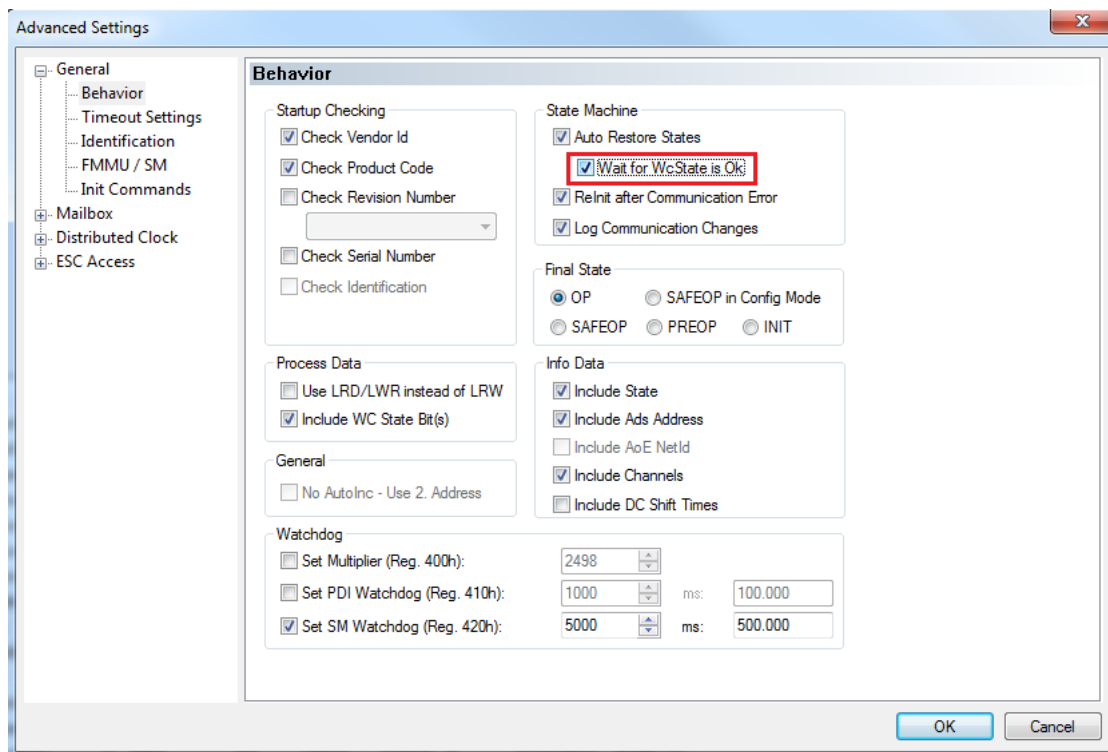 Advanced Settings
General
Behavior
Timeout Settings
Identification
FMMU / SM
Init Commands
Mailbox
Distributed Clock
ESC Access
Behavior
Startup Checking
Check Vendor Id
Check Product Code
Check Revision Number
Check Serial Number
Check Identification
State Machine
Auto Restore States
Wait for WcState is Ok
ReInit after Communication Error
Log Communication Changes
Final State
OP SAFEOP in Config Mode
SAFEOP PREOP INIT
Process Data
Use LRD/LWR instead of LRW
Include WC State Bit(s)
General
No AutoInc - Use 2. Address
Info Data
Include State
Include Ads Address
Include AoE NetId
Include Channels
Include DC Shift Times
Watchdog
Set Multiplier (Reg. 400h): 2498
Set PDI Watchdog (Reg. 410h): 1000 ms: 100.000
Set SM Watchdog (Reg. 420h): 5000 ms: 500.000
OK Cancel